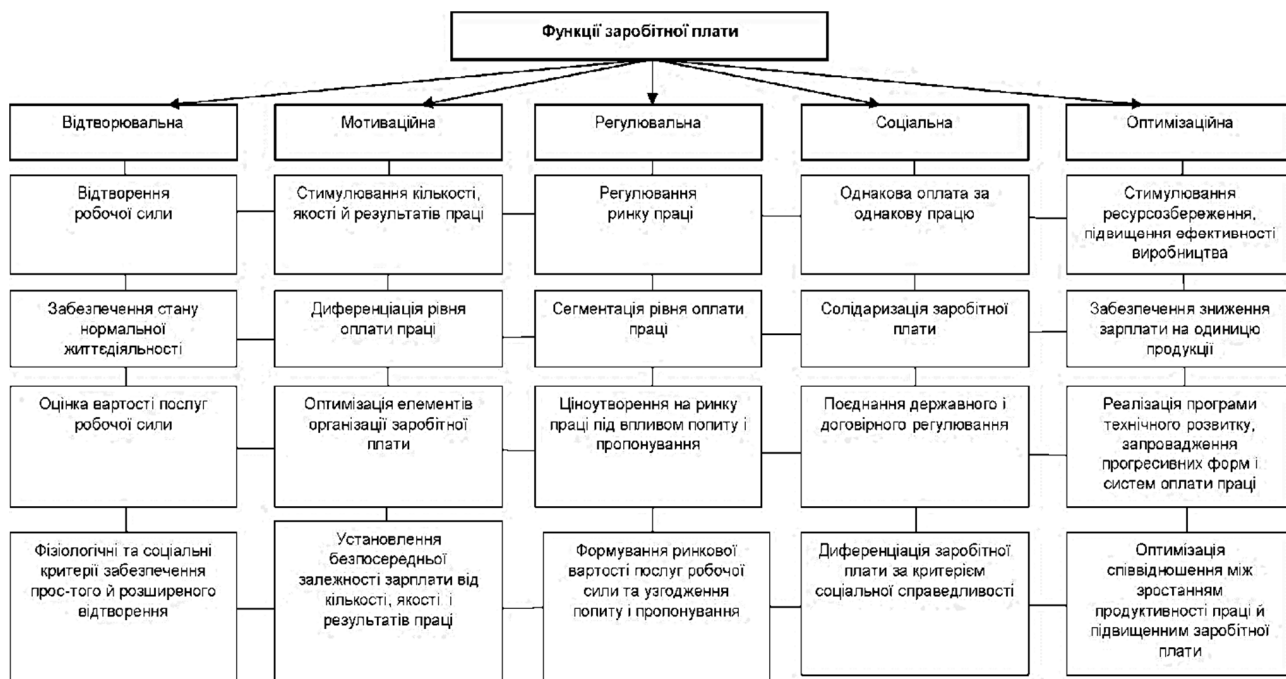 Функції заробітної плати
Відтворювальна
Мотиваційна
Регулювальна
Соціальна
Оптимізаційна
Відтворення
робочої сили
Стимулювання кількості,
якості й результатів праці
Регулювання
ринку праці
Однакова оплата за
однакову працю
Стимулювання
ресурсозбереження,
підвищення ефективності
виробництва
Забезпечення стану
нормальної
життєдіяльності
Диференціація рівня
оплати праці
Сегментація рівня оплати
праці
Солідаризація заробітної
плати
Забезпечення зниження
зарплати на одиницю
продукції
Оцінка вартості послуг
робочої сили
Оптимізація елементів
організації заробітної
плати
Ціноутворення на ринку
праці під впливом попиту і
пропонування
Поєднання державного і
договірного регулювання
Реалізація програми
технічного розвитку,
запровадження
прогресивних форм і
систем оплати праці
Фізіологічні та соціальні
критерії забезпечення
прос-того й розширеного
відтворення
Установлення
безпосередньої
залежності зарплати від
кількості, якості і
результатів праці
Формування ринкової
вартості послуг робочої
сили та узгодження
попиту і пропонування
Диференціація заробітної
плати за критерієм
соціальної справедливості
Оптимізація
співвідношення між
зростанням
продуктивності праці й
підвищенним заробітної
плати